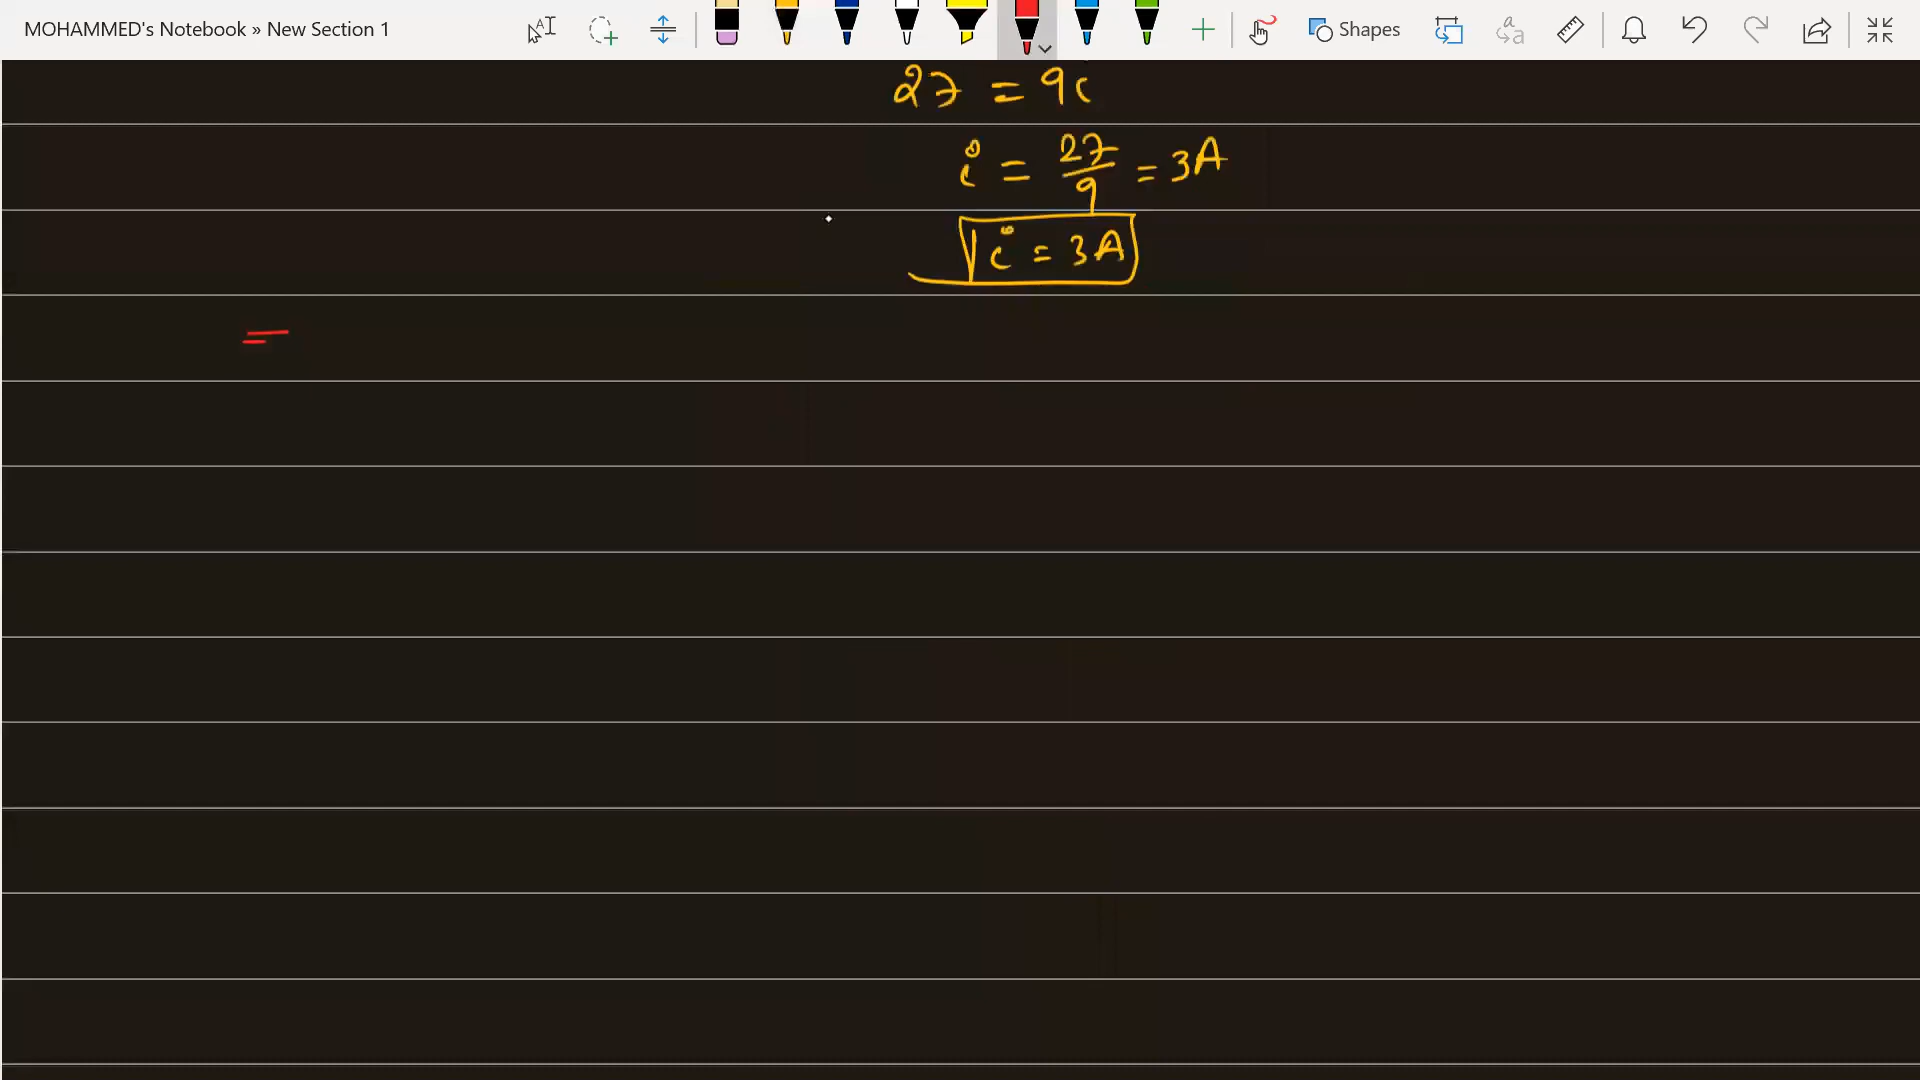 MOHAMMED's Notebook » New Section 1
Shapes
27 = 9i
i = 27/9 = 3A
i = 3A
=